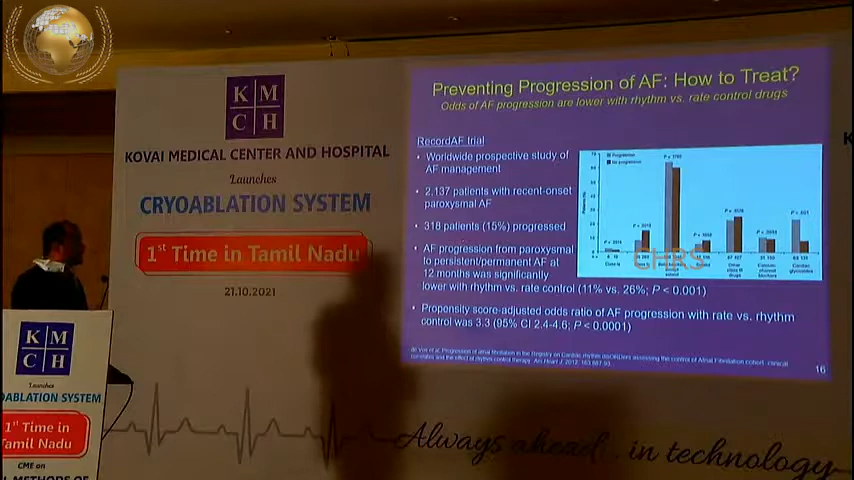 K M
C H
KOVAI MEDICAL CENTER AND HOSPITAL
Launches
CRYOABLATION SYSTEM
1st Time in Tamil Nadu
21.10.2021
Preventing Progression of AF: How to Treat?
Odds of AF progression are lower with rhythm vs. rate control drugs
RecordAF trial
• Worldwide prospective study of
AF management
• 2,137 patients with recent-onset
paroxysmal AF
• 318 patients (15%) progressed
• AF progression from paroxysmal
to persistent/permanent AF at
12 months was significantly
lower with rhythm vs. rate control (11% vs. 26%; P < 0.001)
• Propensity score-adjusted odds ratio of AF progression with rate vs. rhythm
control was 3.3 (95% CI 2.4-4.6; P < 0.0001)
CHRS
16
K M
C H
Launches
OABLATION SYSTEM
1st Time in
Tamil Nadu
CME on
Always ahead.. in technology
K